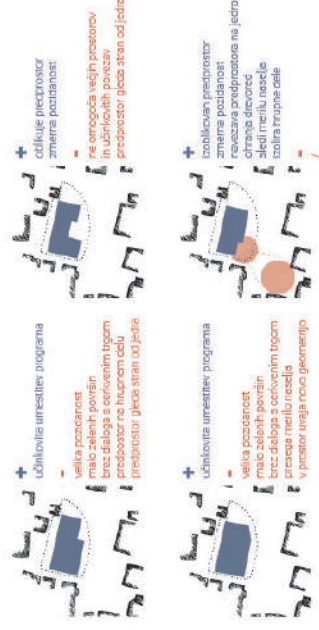 + učinkovita umestitev programa
-
velika pozidanost
malo zelenih površin
brez dialoga s cerkvenim trgom
predpostor na hrupnem delu
predprostor gleda stran od jedra
+ oblikuje predprostor
zmerna pozidanost
-
ne omogoča večjih prostorov
in učinkovitih povezav
predprostor gleda stran od jedra
+ učinkovita umestitev programa
-
velika pozidanost
malo zelenih površin
brez dialoga s cerkvenim trgom
presega merilo naselja
v prostor uvaja novo geometrijo
+ izoblikovan predprostor
zmerna pozidanost
navezava predprostora na jedro
ohranja drevored
sledi merilu naselja
izolira hrupne dele
-
/